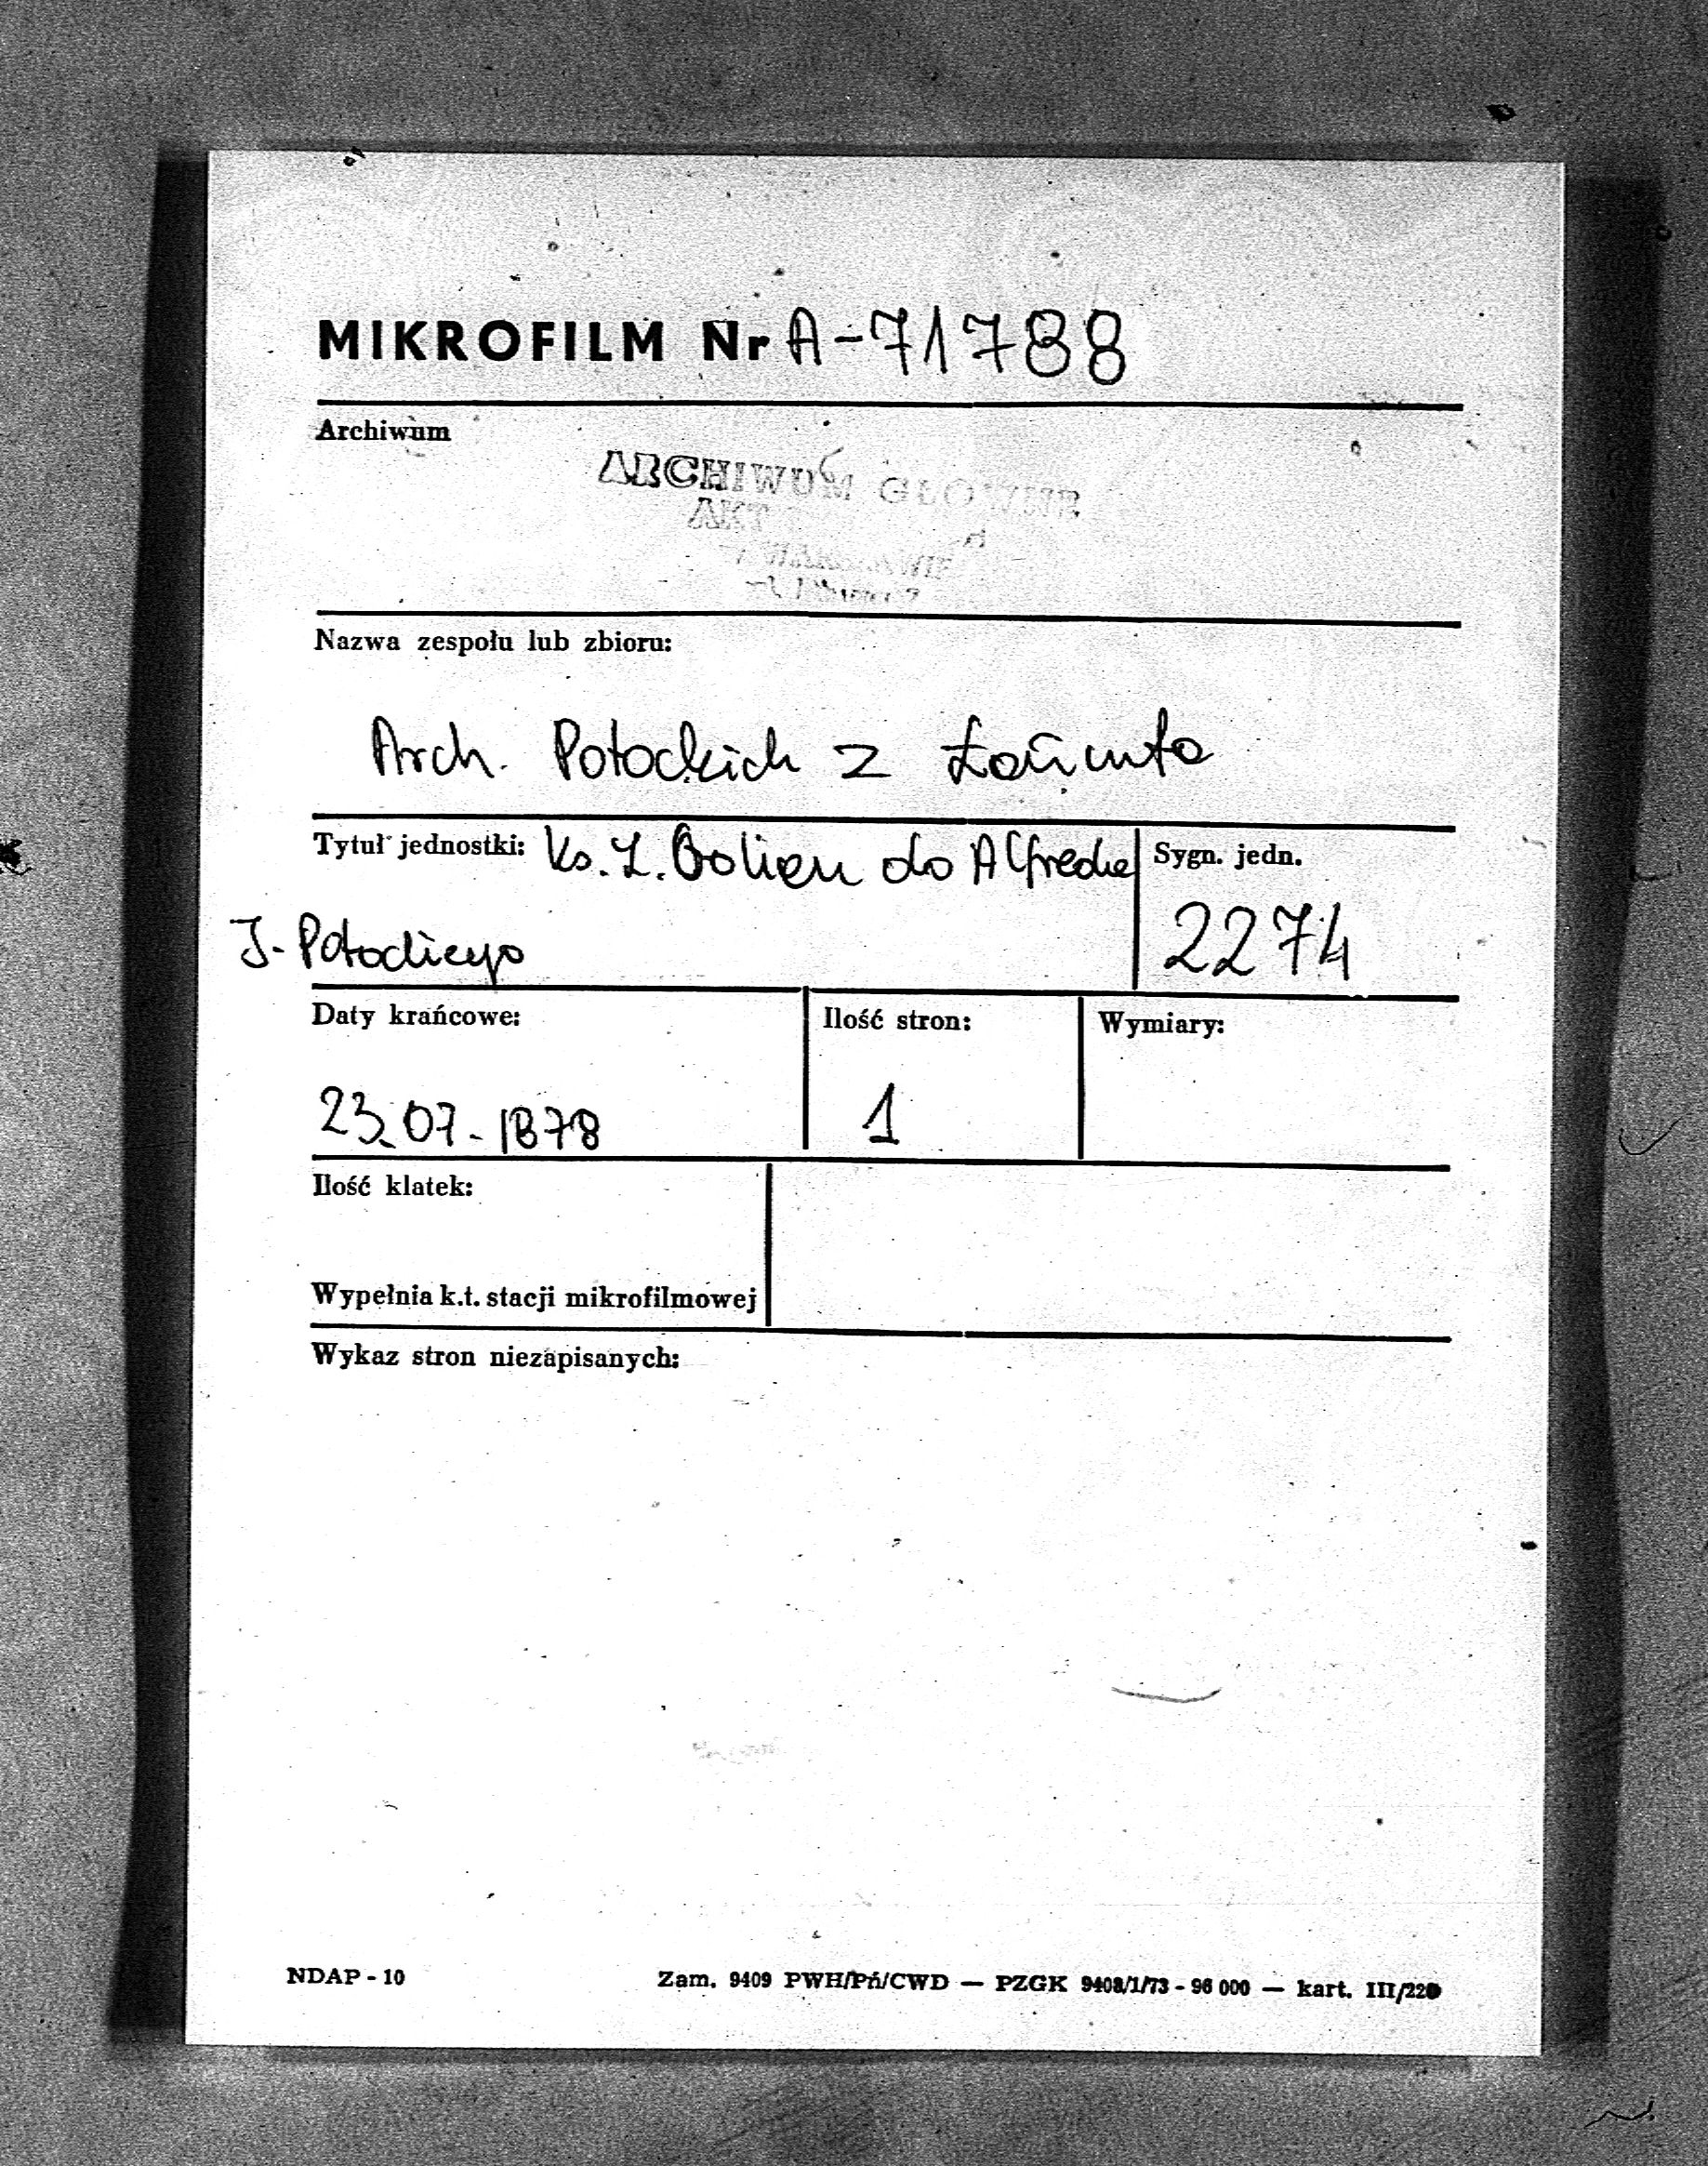 MIKROFILM Nr A-71788
Archiwum
ARCHIWUM GŁÓWNE
AKT
W WARSZAWIE
Nazwa zespołu lub zbioru:
Arch. Potockich z Łańcuta
Tytuł jednostki: Ks. L. do Alfreda
Sygn. jedn.
J. Potockiego
2274
Daty krańcowe:
Ilość stron:
Wymiary:
23.07.1878
1
Ilość klatek:
Wypełnia k.t. stacji mikrofilmowej
Wykaz stron niezapisanych:
NDAP - 10
Zam. 9409 PWH/Pń/CWD — PZGK 9408/1/73 - 96 000 — kart. III/220